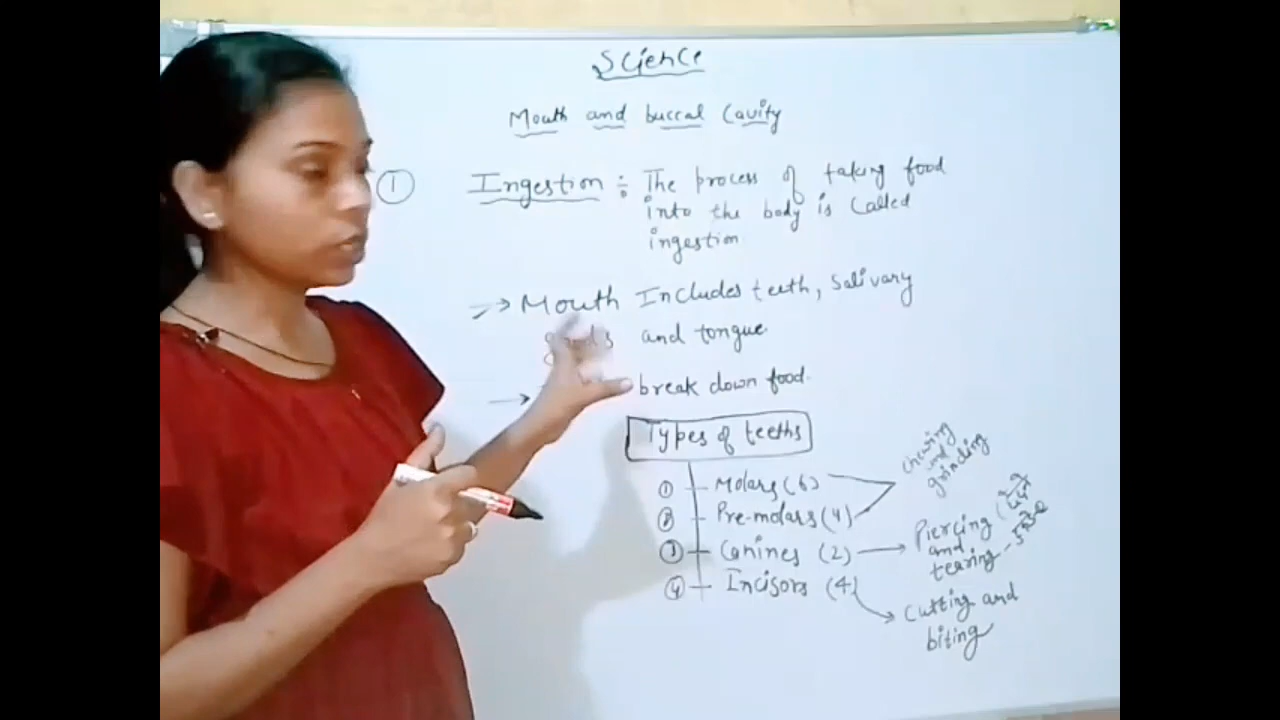 Science
Mouth and buccal Cavity
① Ingestion ÷ The process of taking food
into the body is called
ingestion
→ Mouth Includes teeth, Salivary
and tongue
→ break down food.
Types of teeths
① Molars (6)
② Pre-molars (4)
chewing
and
grinding
③ Canines (2) → Piercing
and
tearing
④ Incisors (4) → Cutting and
biting